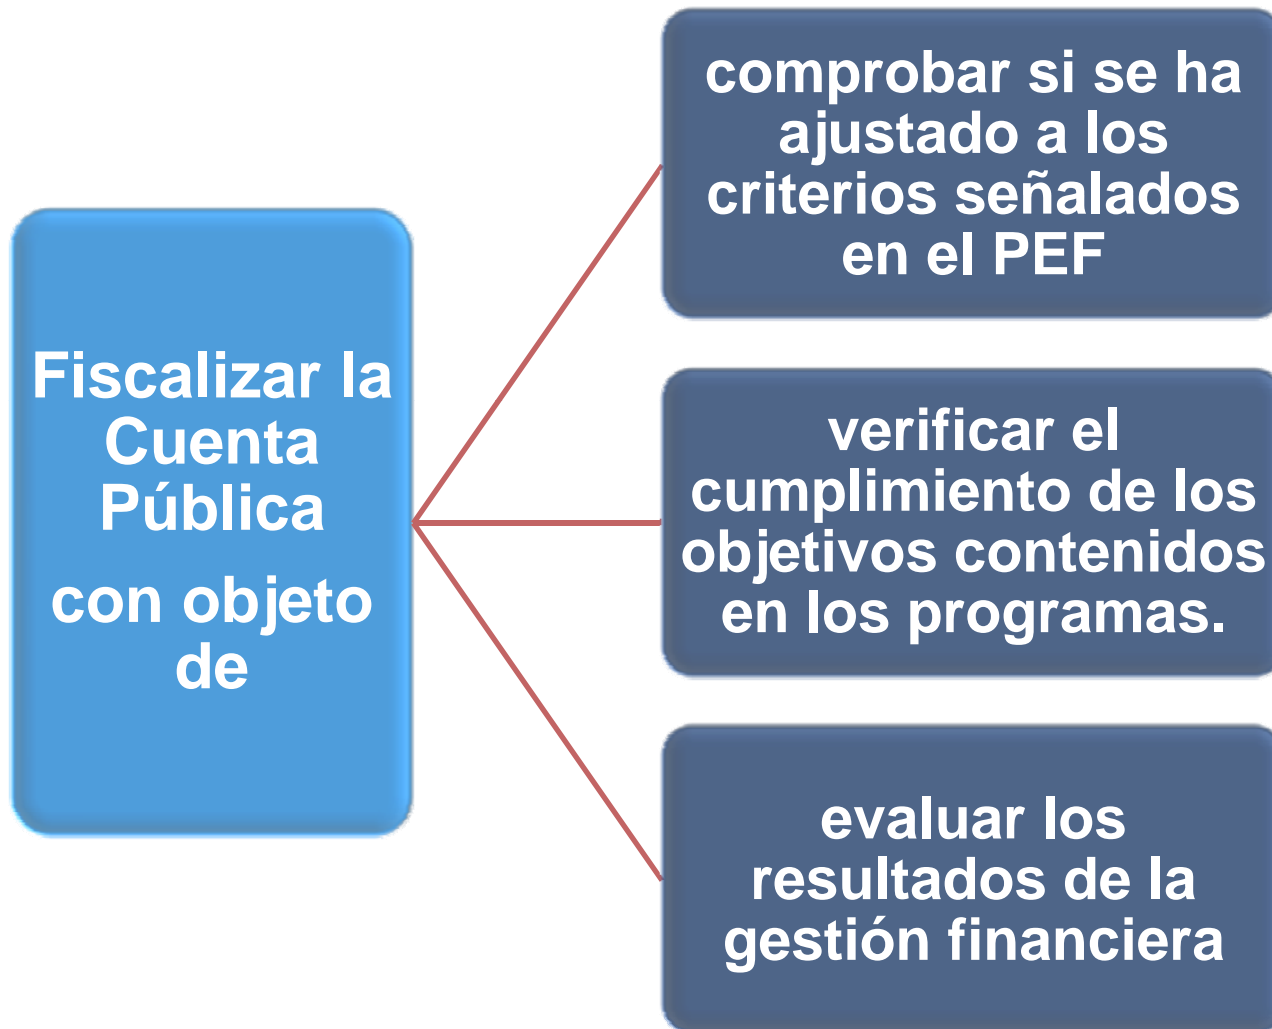 Fiscalizar la
Cuenta
Pública
con objeto
de
comprobar si se ha
ajustado a los
criterios señalados
en el PEF
verificar el
cumplimiento de los
objetivos contenidos
en los programas.
evaluar los
resultados de la
gestión financiera